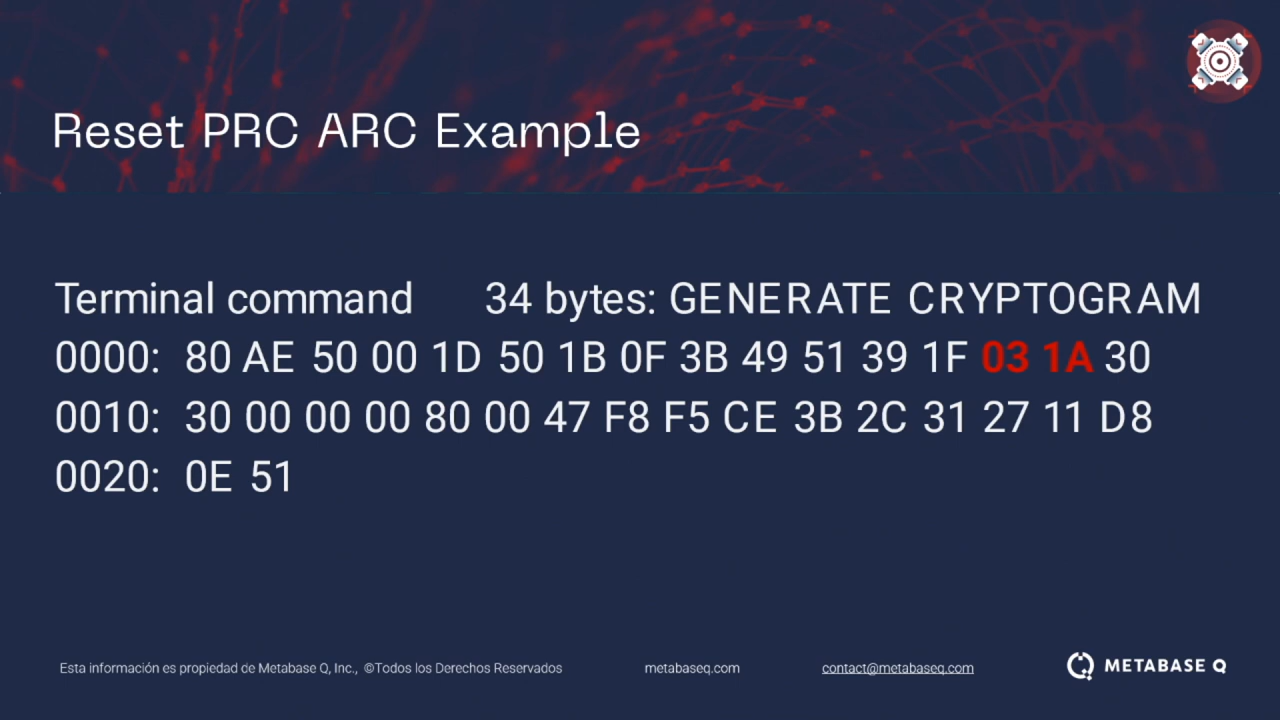 Reset PRC ARC Example
Terminal command 34 bytes: GENERATE CRYPTOGRAM
0000: 80 AE 50 00 1D 50 1B 0F 3B 49 51 39 1F 03 1A 30
0010: 30 00 00 00 80 00 47 F8 F5 CE 3B 2C 31 27 11 D8
0020: 0E 51
Esta información es propiedad de Metabase Q, Inc., ©Todos los Derechos Reservados metabaseq.com contact@metabaseq.com METABASE Q